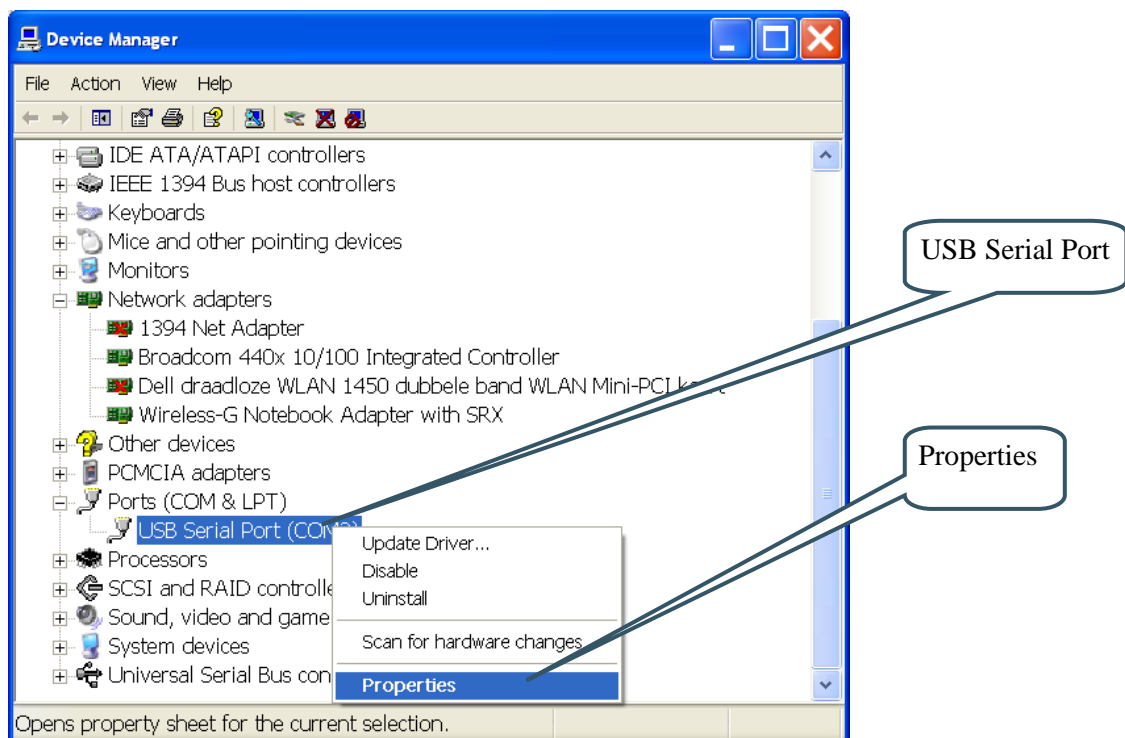 Device Manager
File Action View Help
IDE ATA/ATAPI controllers
IEEE 1394 Bus host controllers
Keyboards
Mice and other pointing devices
Monitors
Network adapters
1394 Net Adapter
Broadcom 440x 10/100 Integrated Controller
Dell draadloze WLAN 1450 dubbele band WLAN Mini-PCI
Wireless-G Notebook Adapter with SRX
Other devices
PCMCIA adapters
Ports (COM & LPT)
USB Serial Port
Processors
SCSI and RAID controlle
Sound, video and game
System devices
Universal Serial Bus con
Update Driver...
Disable
Uninstall
Scan for hardware changes
Properties
Opens property sheet for the current selection.
USB Serial Port
Properties